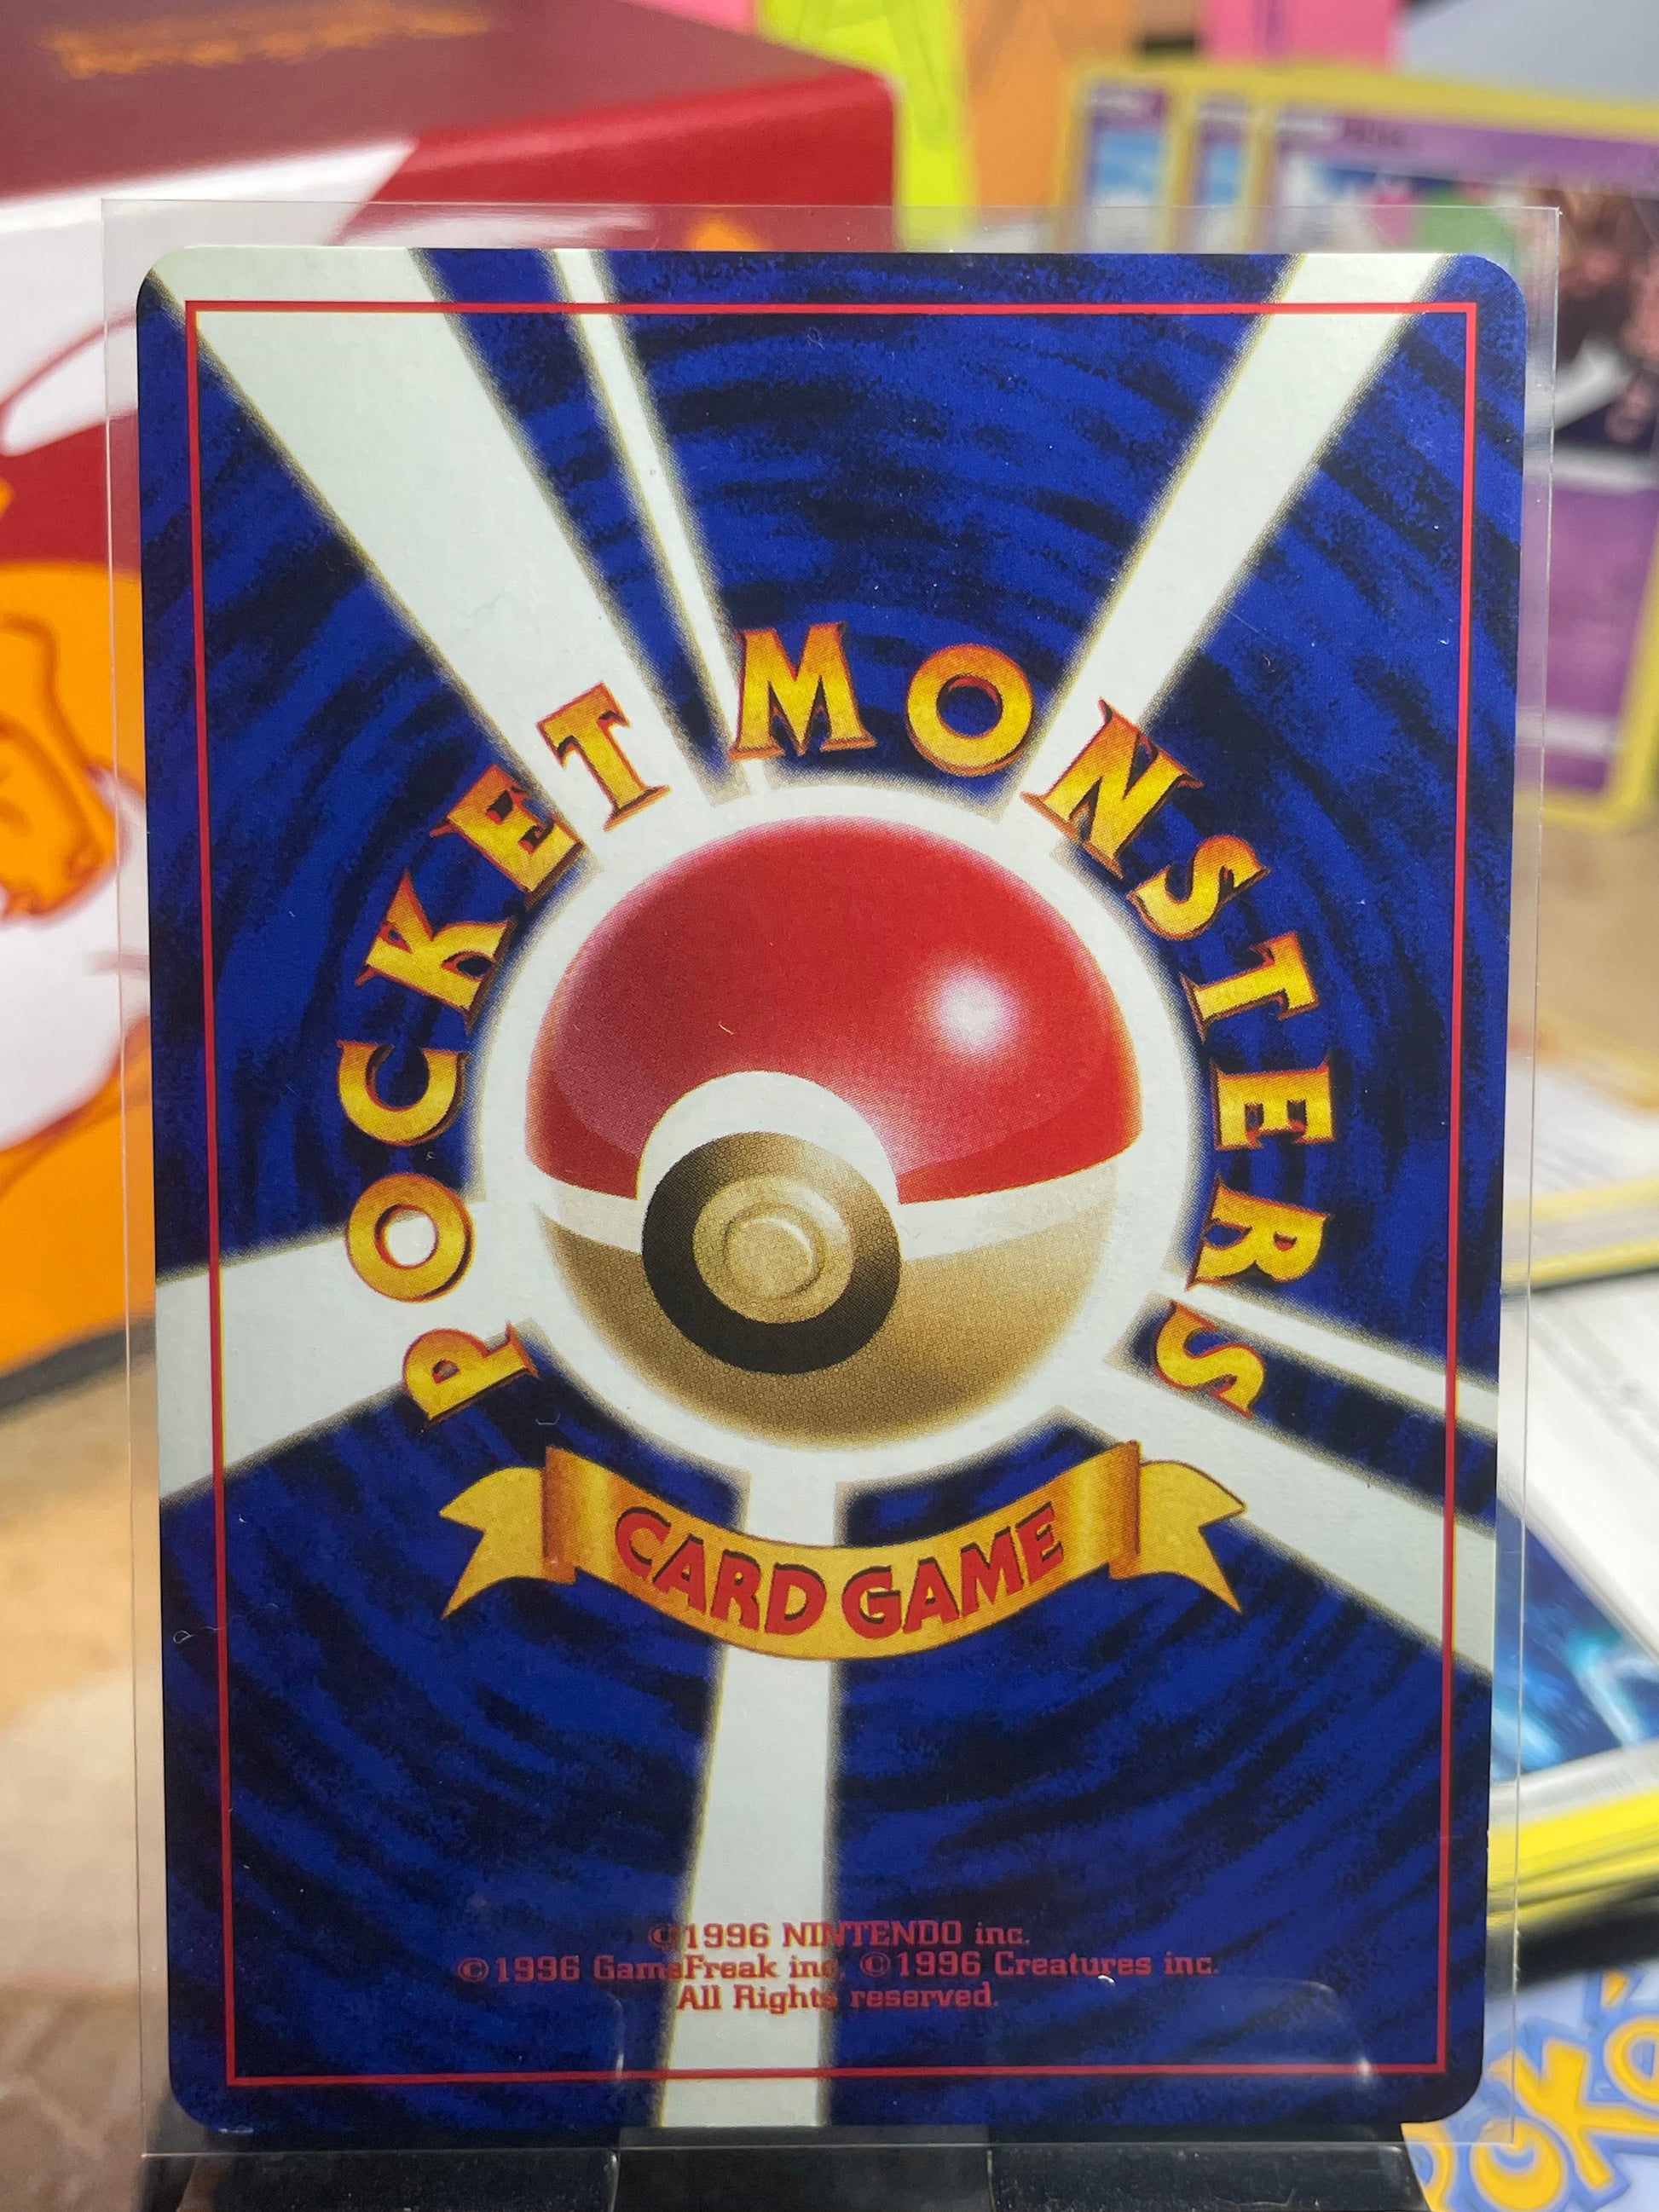 POCKET MONSTERS
CARD GAME
©1996 NINTENDO inc.
©1996 GameFreak inc. ©1996 Creatures inc.
All Rights reserved.